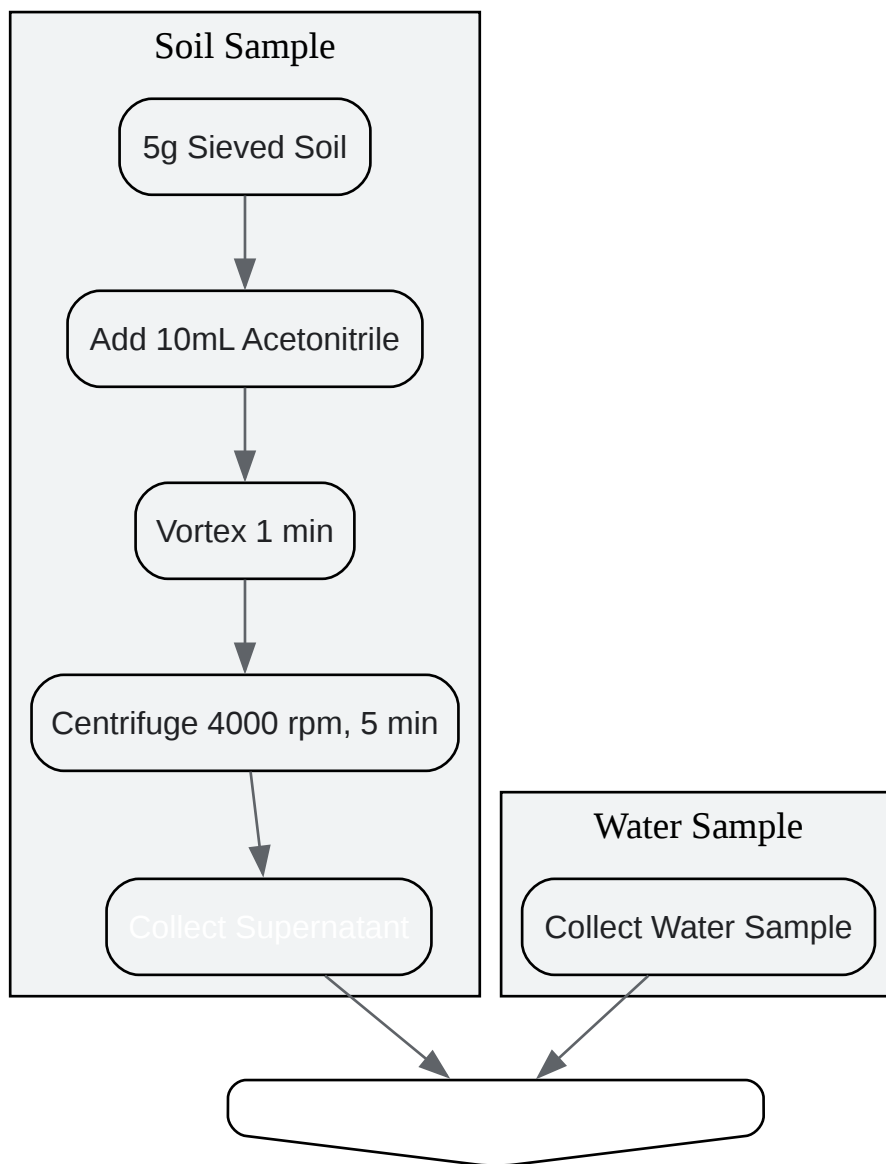 Soil Sample
5g Sieved Soil
Add 10mL Acetonitrile
Vortex 1 min
Centrifuge 4000 rpm, 5 min
Collect Supernatant
Water Sample
Collect Water Sample